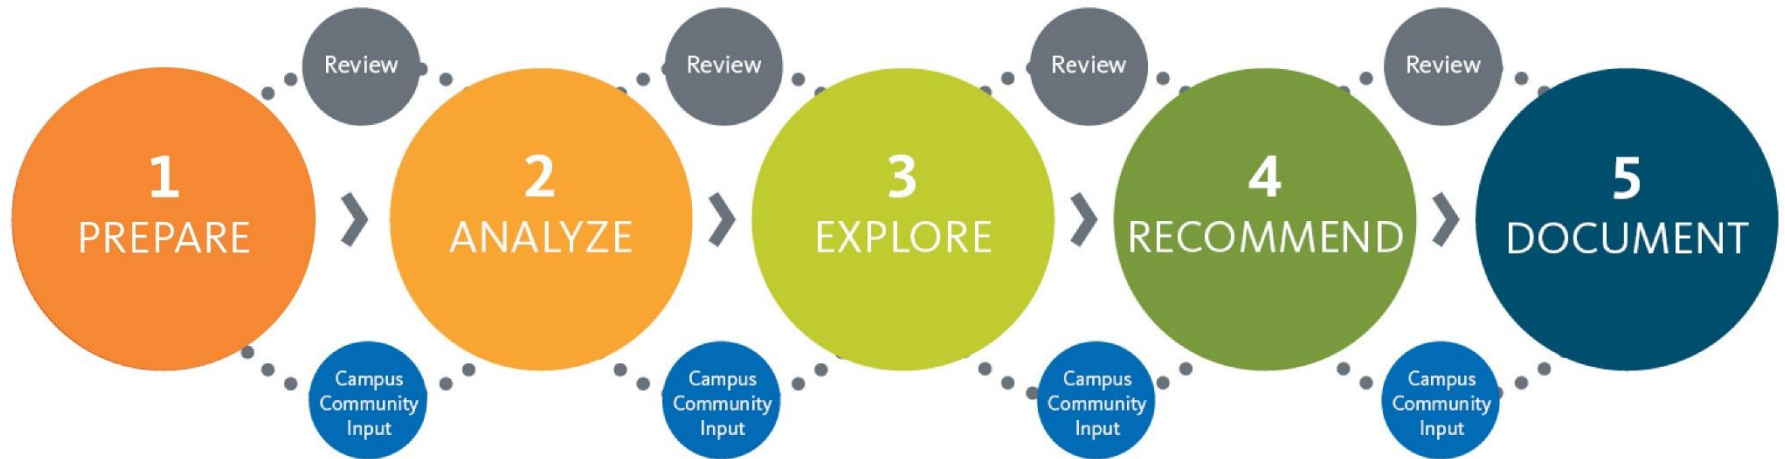 Review
Review
Review
Review
1
PREPARE
2
ANALYZE
3
EXPLORE
4
RECOMMEND
5
DOCUMENT
Campus
Community
Input
Campus
Community
Input
Campus
Community
Input
Campus
Community
Input